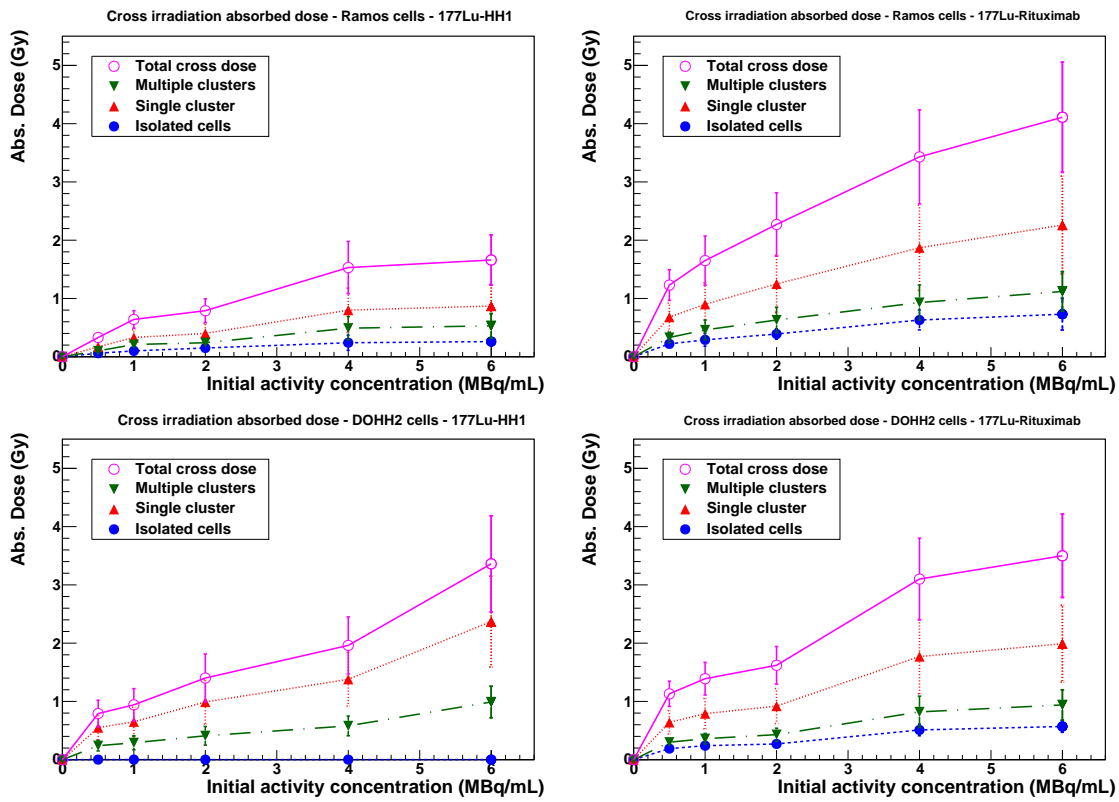 Cross irradiation absorbed dose - Ramos cells - 177Lu-HH1
Abs. Dose (Gy)
5
4
3
2
1
0
Total cross dose
Multiple clusters
Single cluster
Isolated cells
0 1 2 3 4 5 6
Initial activity concentration (MBq/mL)
Cross irradiation absorbed dose - Ramos cells - 177Lu-Rituximab
Abs. Dose (Gy)
5
4
3
2
1
0
Total cross dose
Multiple clusters
Single cluster
Isolated cells
0 1 2 3 4 5 6
Initial activity concentration (MBq/mL)
Cross irradiation absorbed dose - DOHH2 cells - 177Lu-HH1
Abs. Dose (Gy)
5
4
3
2
1
0
Total cross dose
Multiple clusters
Single cluster
Isolated cells
0 1 2 3 4 5 6
Initial activity concentration (MBq/mL)
Cross irradiation absorbed dose - DOHH2 cells - 177Lu-Rituximab
Abs. Dose (Gy)
5
4
3
2
1
0
Total cross dose
Multiple clusters
Single cluster
Isolated cells
0 1 2 3 4 5 6
Initial activity concentration (MBq/mL)